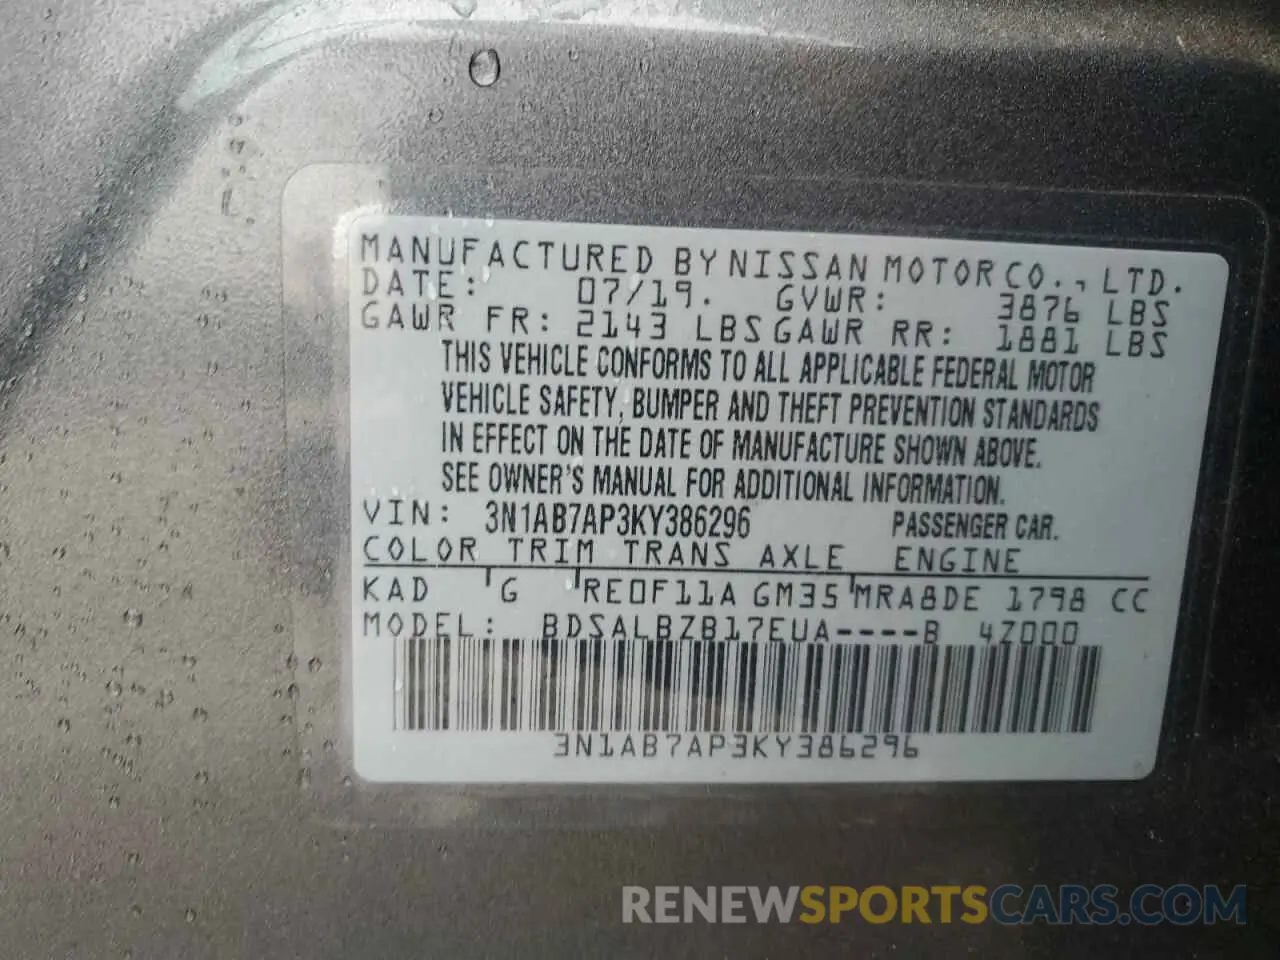 MANUFACTURED BY NISSAN MOTOR CO., LTD.
DATE: 07/19. GVWR: 3876 LBS
GAWR FR: 2143 LBS GAWR RR: 1881 LBS
THIS VEHICLE CONFORMS TO ALL APPLICABLE FEDERAL MOTOR
VEHICLE SAFETY, BUMPER AND THEFT PREVENTION STANDARDS
IN EFFECT ON THE DATE OF MANUFACTURE SHOWN ABOVE.
SEE OWNER'S MANUAL FOR ADDITIONAL INFORMATION.
VIN: 3N1AB7AP3KY386296 PASSENGER CAR.
COLOR TRIM TRANS AXLE ENGINE
KAD G RE0F11A GM35 MRA8DE 1798 CC
MODEL: BDSALBZB17EUA----B 4Z000
3N1AB7AP3KY386296
RENEWSPORTSCARS.COM